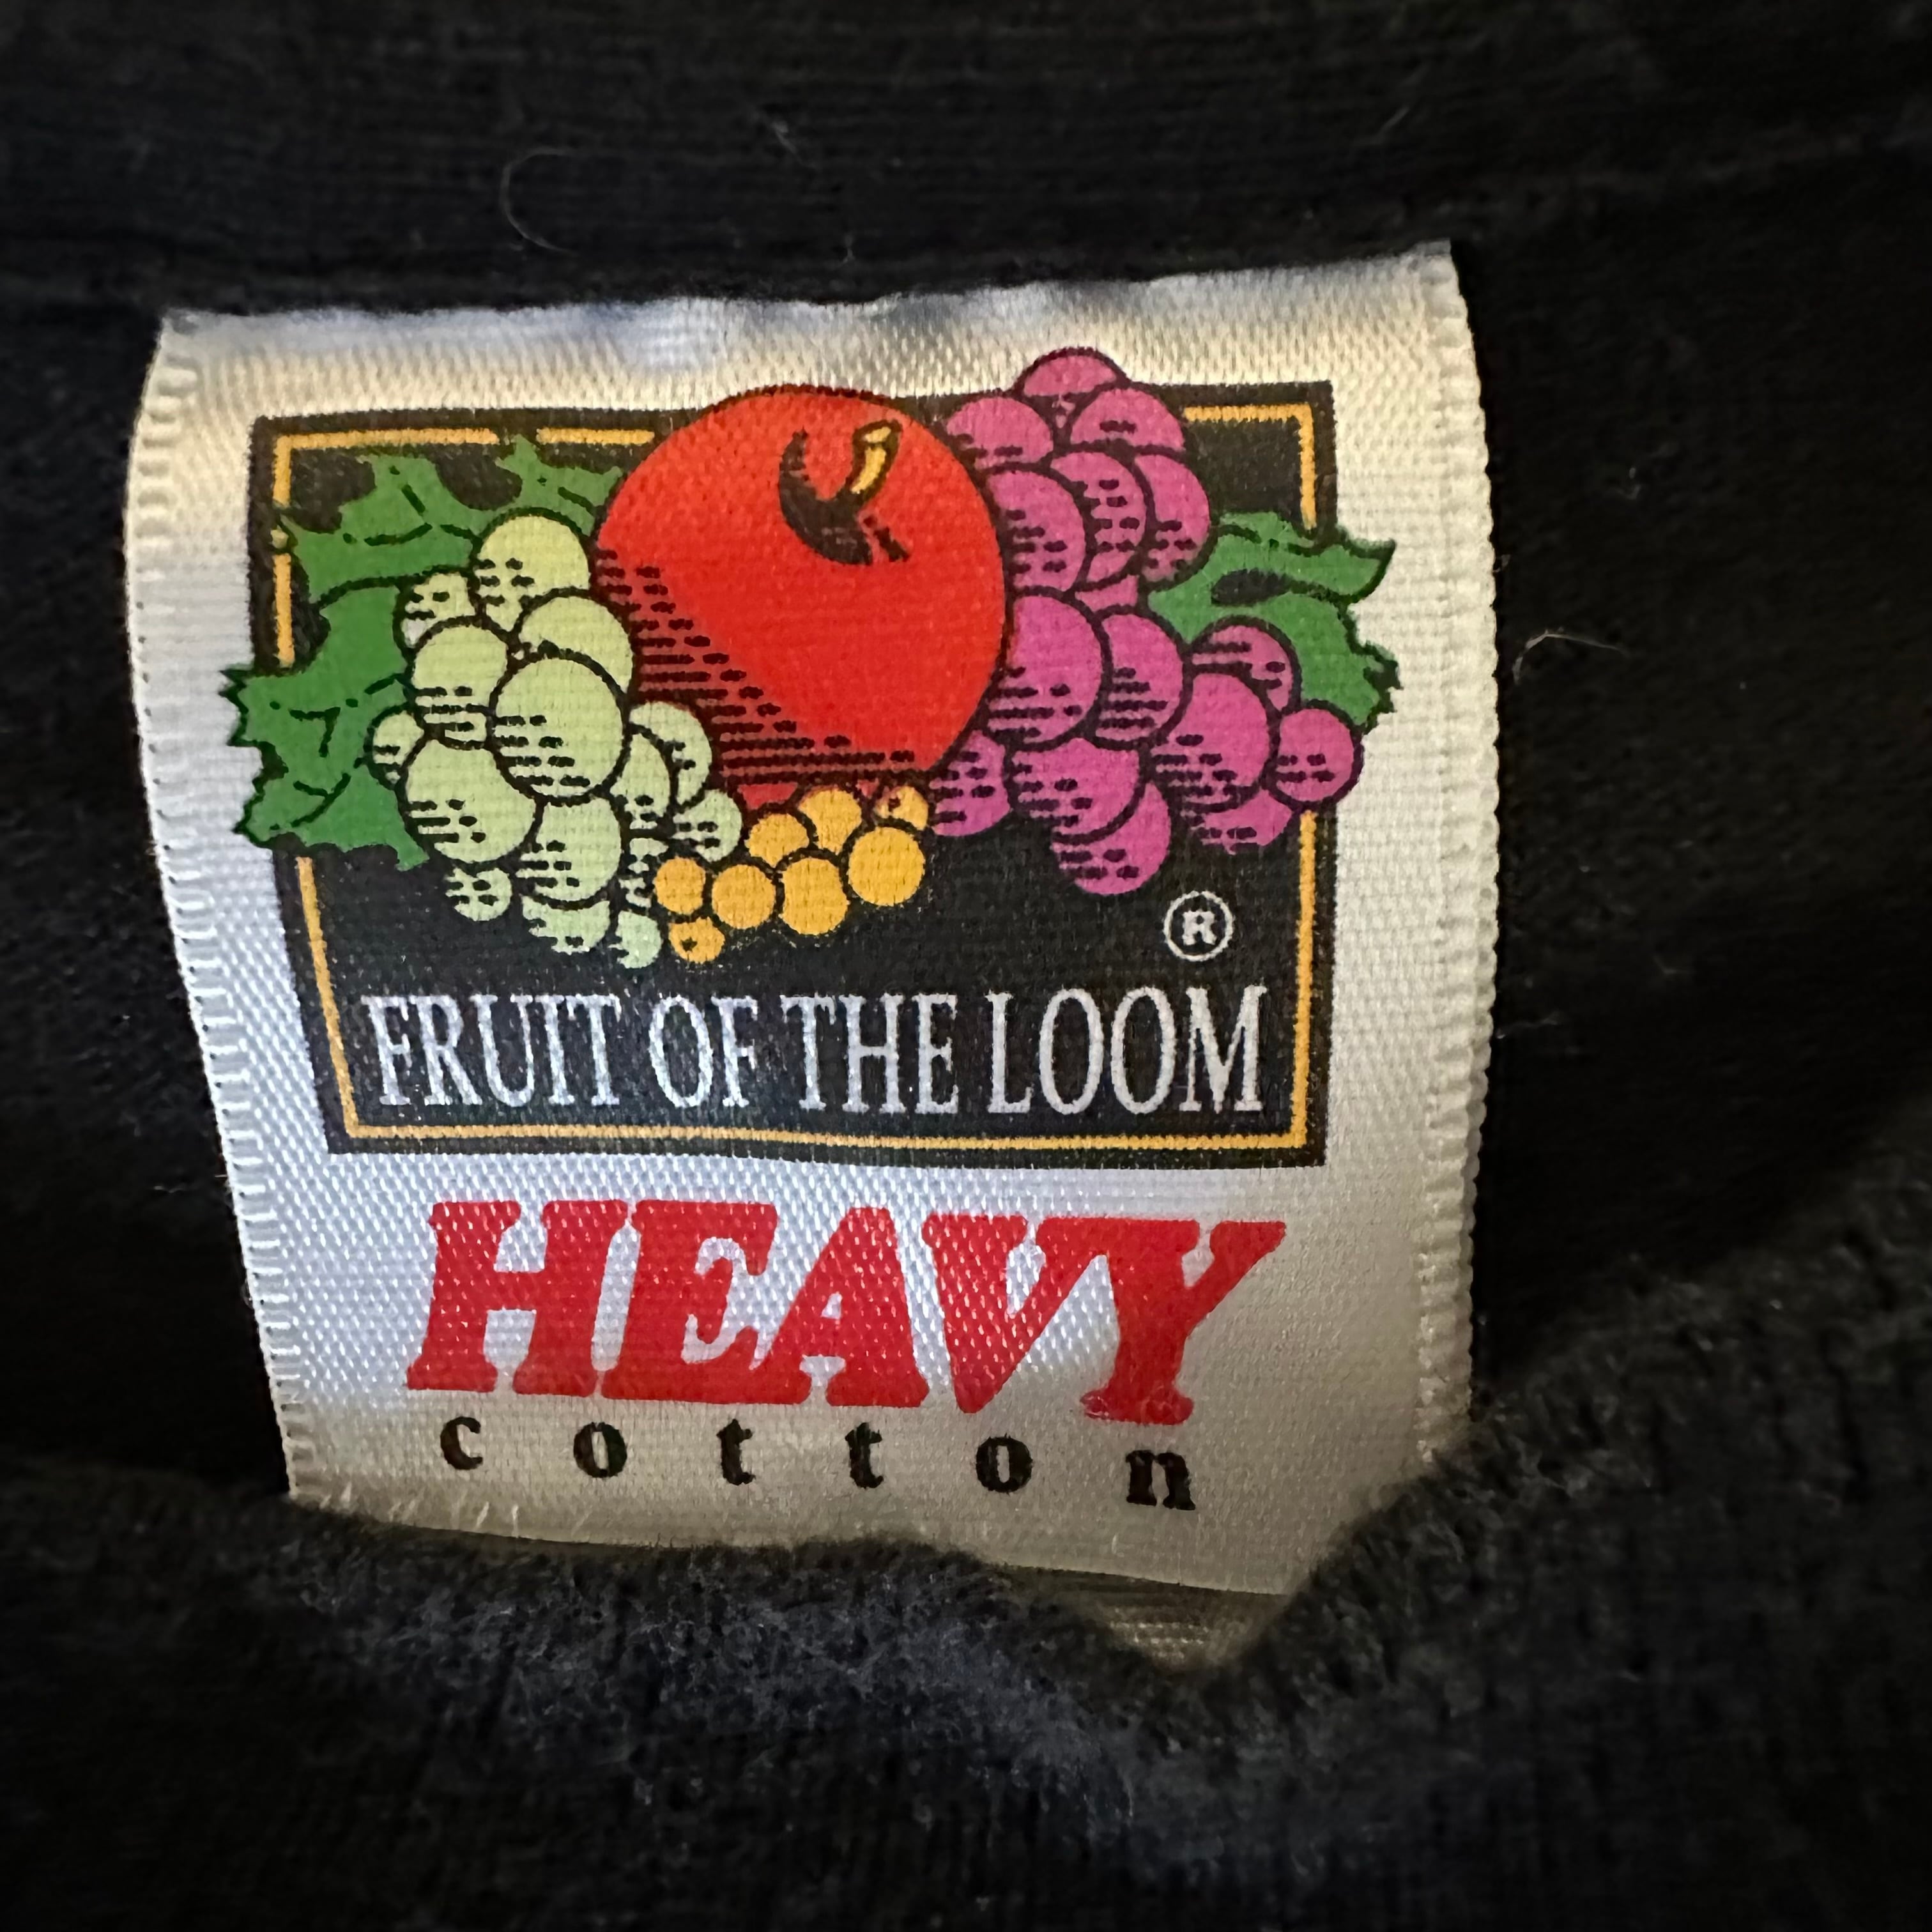 ®
FRUIT OF THE LOOM
HEAVY
cotton